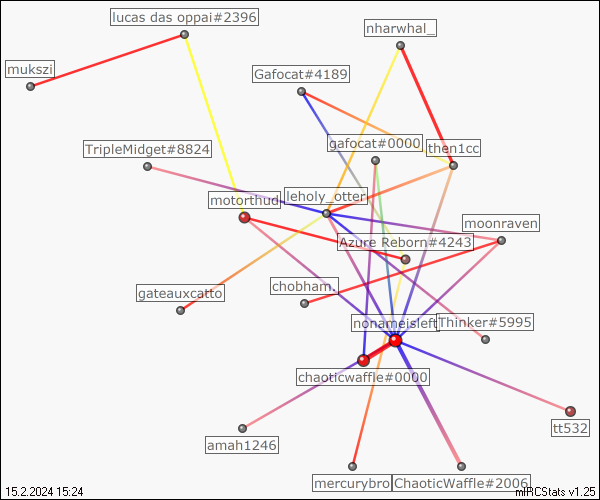 lucas das oppai#2396
nharwhal_
mukszi
Gafocat#4189
TripleMidget#8824
gafocat#0000
then1cc
motorthud
leholy_otter
moonraven
Azure Reborn#4243
gateauxcatto
chobham.
nonameisleft
Thinker#5995
chaoticwaffle#0000
amah1246
tt532
mercurybro
ChaoticWaffle#2006
15.2.2024 15:24
mIRCStats v1.25